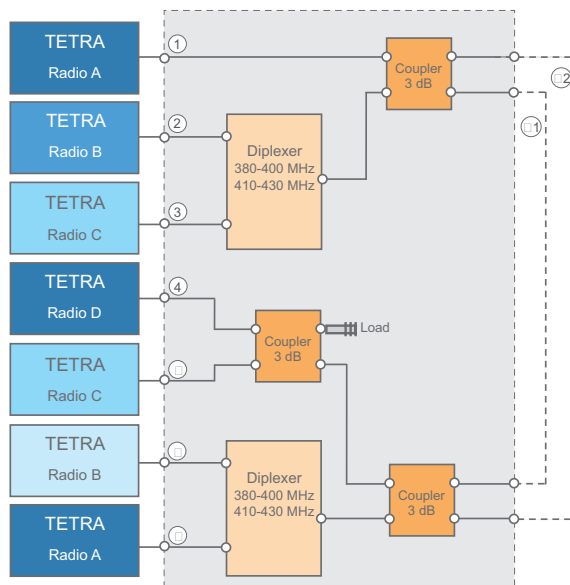 TETRA
Radio A
1
Coupler
3 dB
2
TETRA
Radio B
2
1
Diplexer
380-400 MHz
410-430 MHz
TETRA
Radio C
3
TETRA
Radio D
4
Coupler
3 dB
Load
TETRA
Radio C
TETRA
Radio B
Diplexer
380-400 MHz
410-430 MHz
Coupler
3 dB
TETRA
Radio A